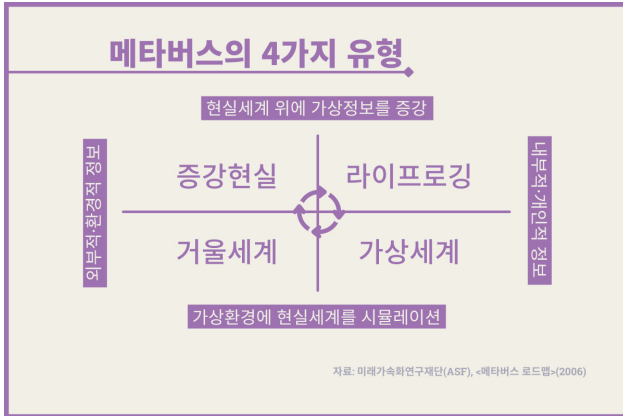 메타버스의 4가지 유형
현실세계 위에 가상정보를 증강
외부적·환경적 정보
증강현실
라이프로깅
내부적·개인적 정보
거울세계
가상세계
가상환경에 현실세계를 시뮬레이션
자료: 미래가속화연구재단(ASF), <메타버스 로드맵>(2006)